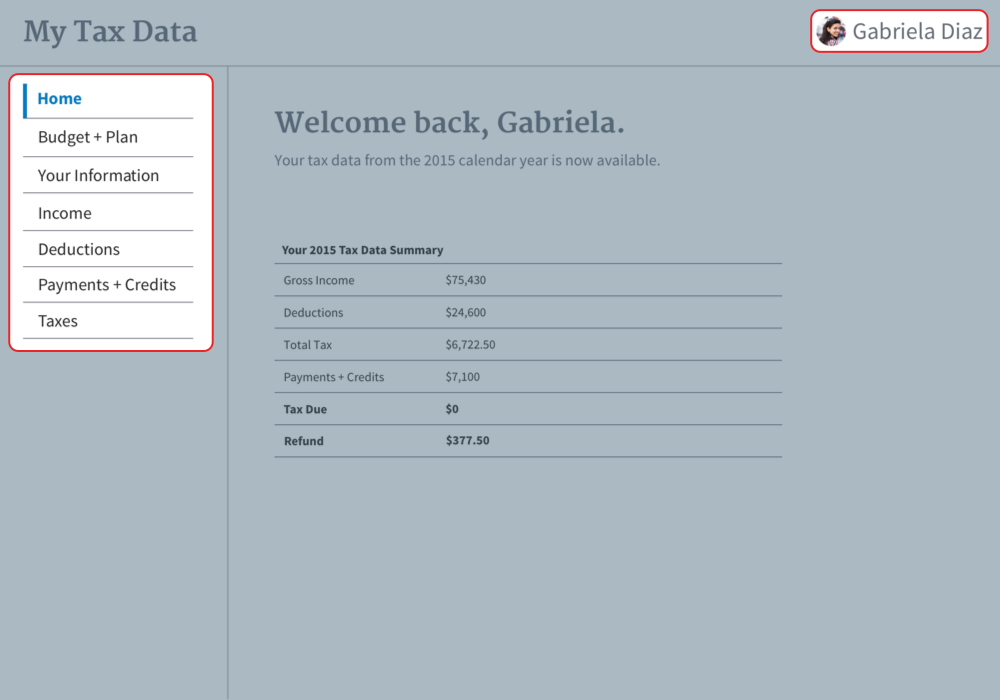 My Tax Data
Gabriela Diaz
Home
Budget + Plan
Your Information
Income
Deductions
Payments + Credits
Taxes
Welcome back, Gabriela.
Your tax data from the 2015 calendar year is now available.
Your 2015 Tax Data Summary
Gross Income $75,430
Deductions $24,600
Total Tax $6,722.50
Payments + Credits $7,100
Tax Due $0
Refund $377.50